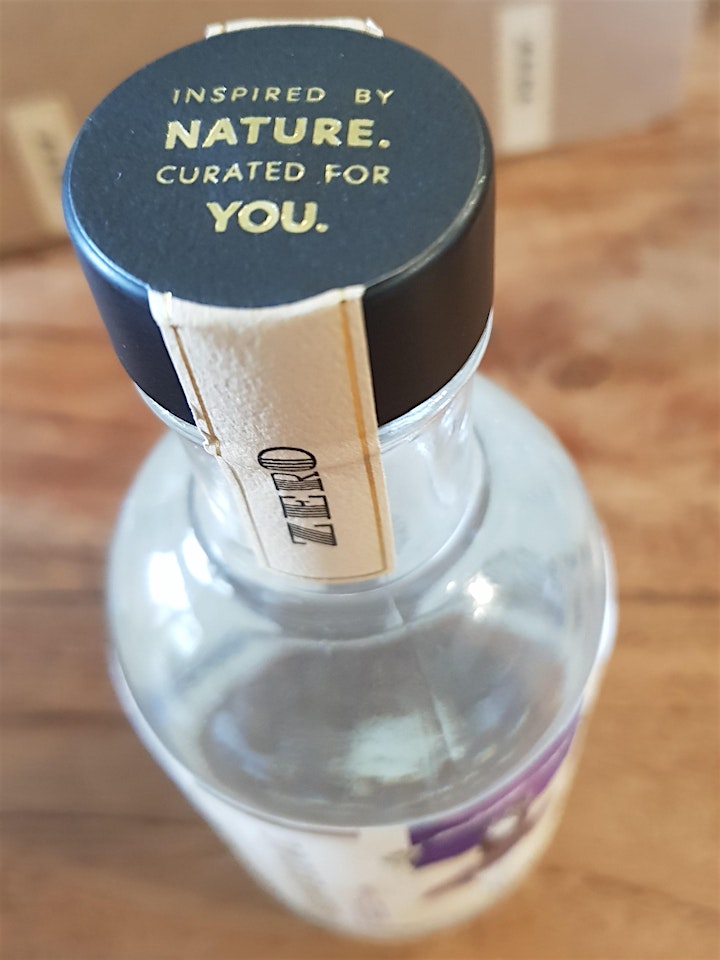 INSPIRED BY
NATURE.
CURATED FOR
YOU.
ZERO